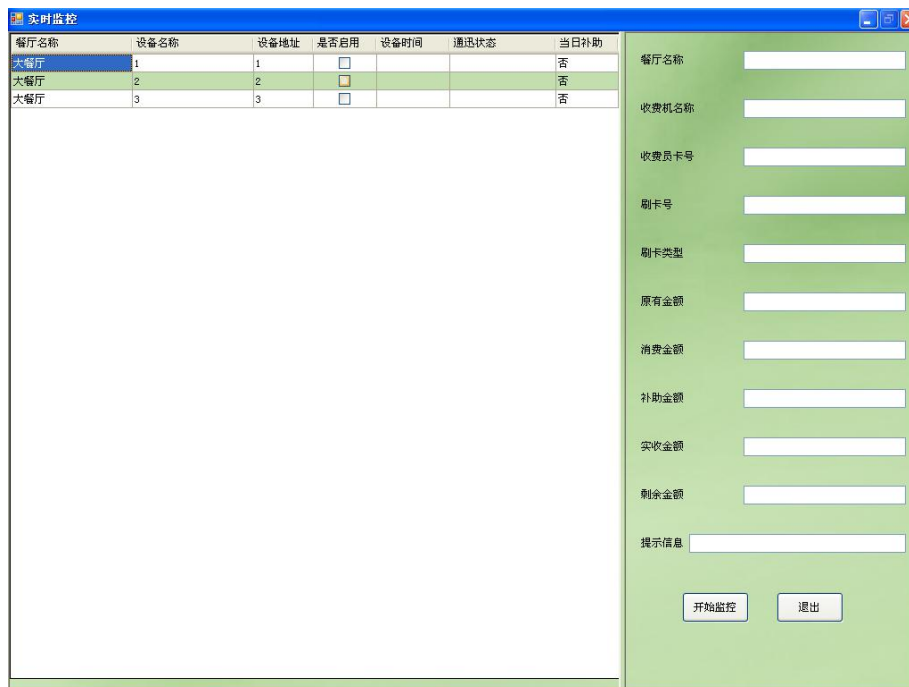 实时监控
餐厅名称 设备名称 设备地址 是否启用 设备时间 通迅状态 当日补助
大餐厅 1 1 否
大餐厅 2 2 否
大餐厅 3 3 否
餐厅名称
收费机名称
收费员卡号
刷卡号
刷卡类型
原有金额
消费金额
补助金额
实收金额
剩余金额
提示信息
开始监控 退出